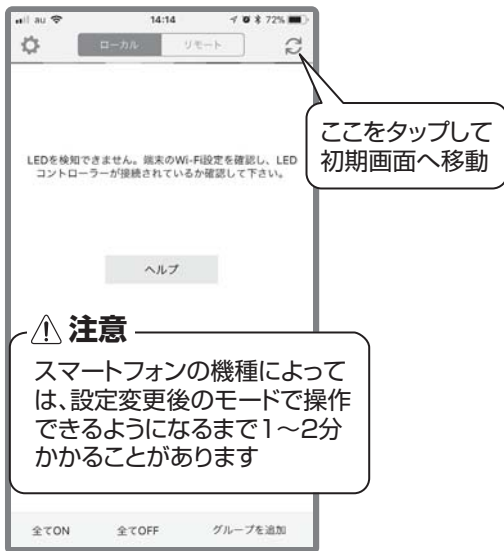 au 14:14 72%
ローカル リモート
ここをタップして
初期画面へ移動
LEDを検知できません。端末のWi-Fi設定を確認し、LED
コントローラーが接続されているか確認して下さい。
ヘルプ
注意
スマートフォンの機種によって
は、設定変更後のモードで操作
できるようになるまで1～2分
かかることがあります
全てON 全てOFF グループを追加